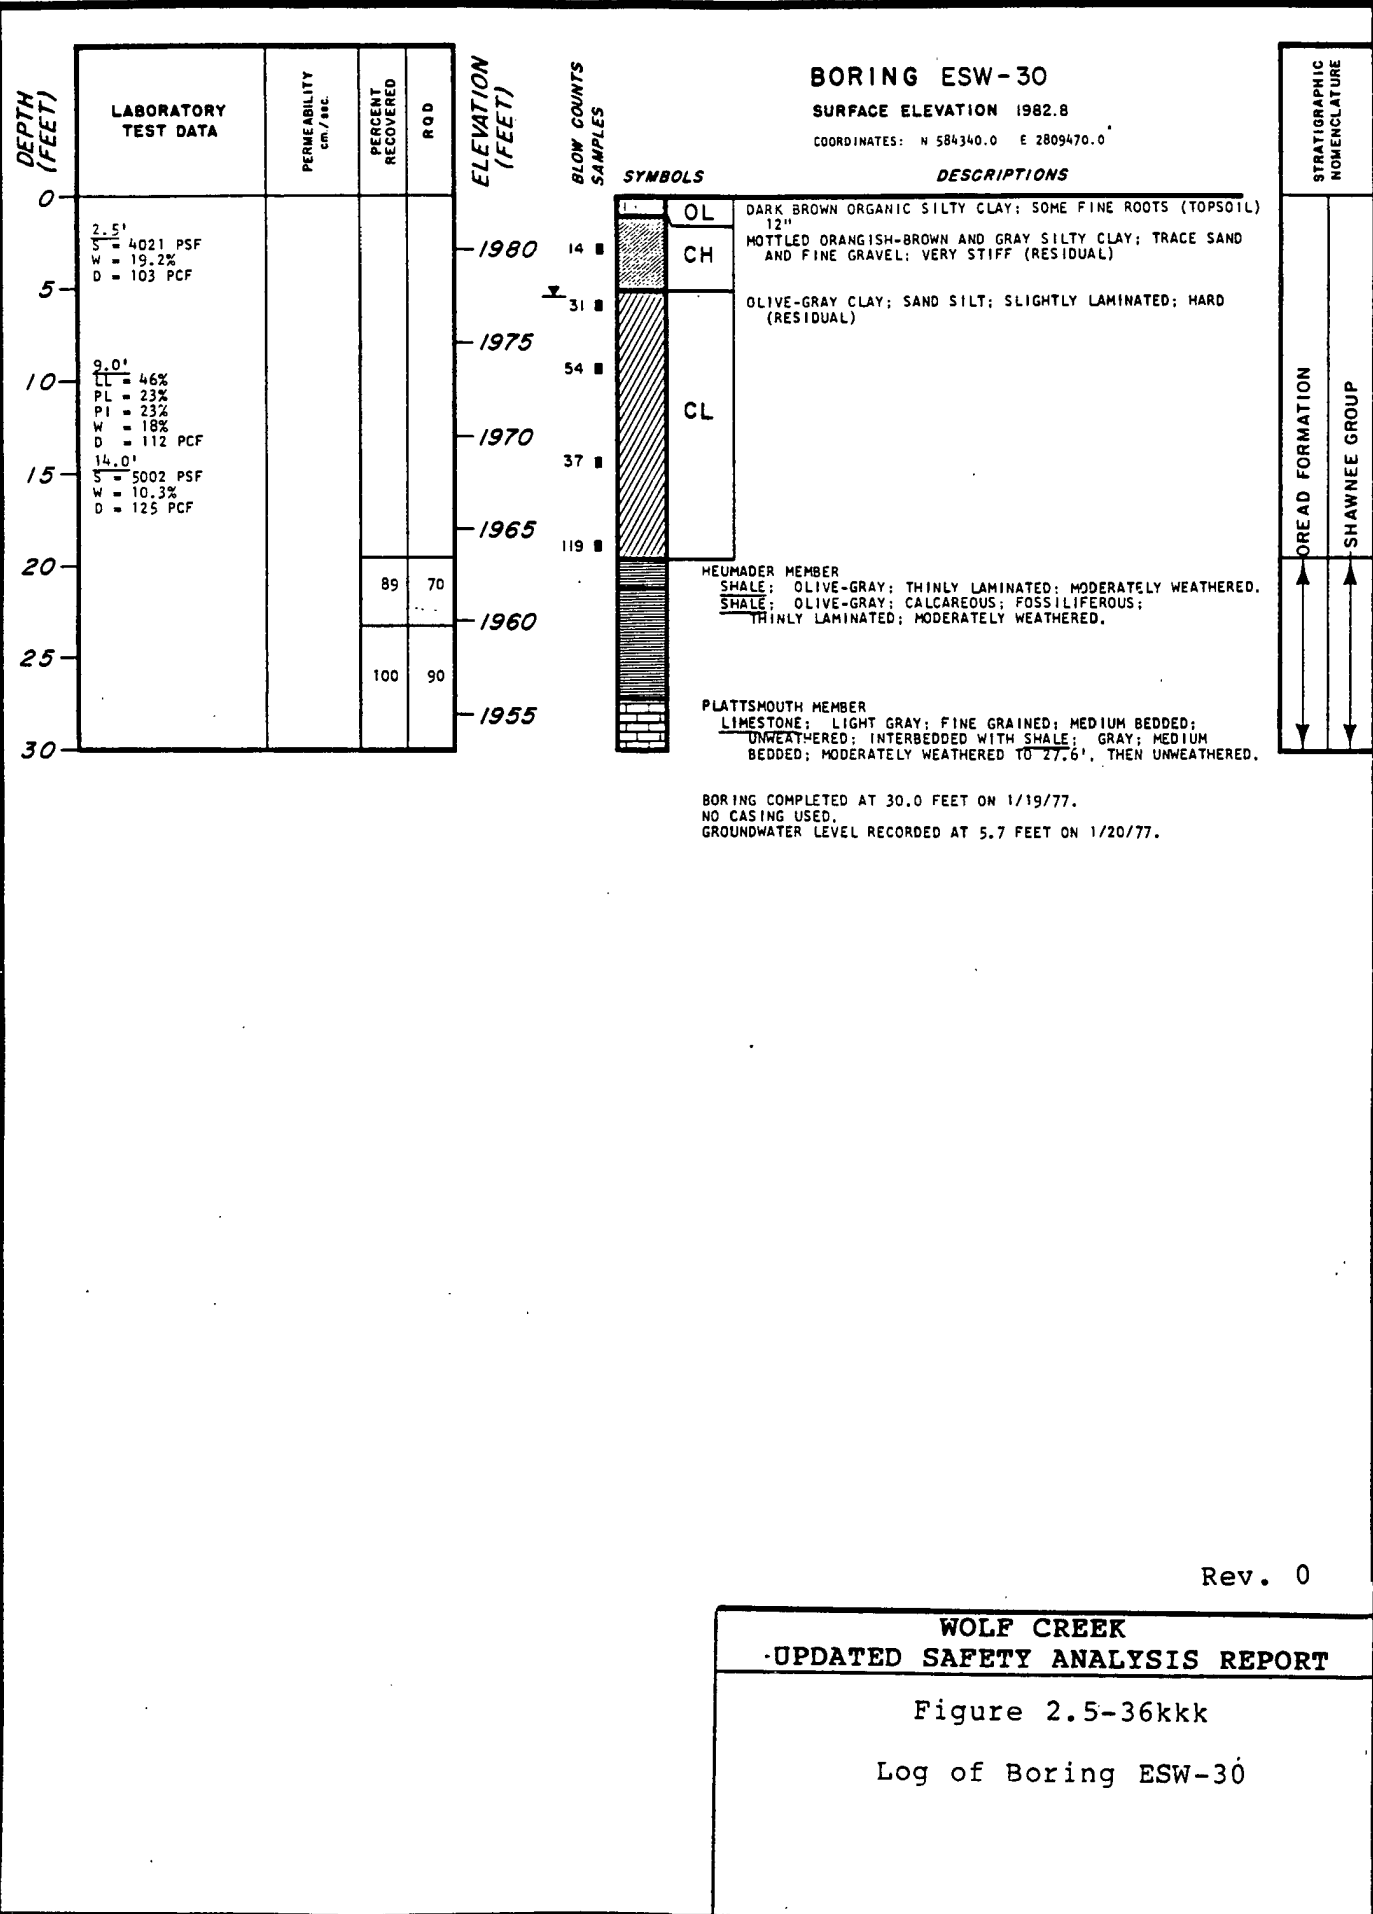 BORING ESW-30
SURFACE ELEVATION 1982.8
COORDINATES: N 584340.0 E 2809470.0
DEPTH
(FEET)
LABORATORY
TEST DATA
PERMEABILITY
cm./sec.
PERCENT
RECOVERED
RQD
ELEVATION
(FEET)
BLOW COUNTS
SAMPLES
SYMBOLS
DESCRIPTIONS
STRATIGRAPHIC
NOMENCLATURE
0
5
10
15
20
25
30
2.5'
S = 4021 PSF
W = 19.2%
D = 103 PCF
9.0'
LL = 46%
PL = 23%
PI = 23%
W = 18%
D = 112 PCF
14.0'
S = 5002 PSF
W = 10.3%
D = 125 PCF
89 70
100 90
1980
1975
1970
1965
1960
1955
14
31
54
37
119
OL
CH
CL
DARK BROWN ORGANIC SILTY CLAY; SOME FINE ROOTS (TOPSOIL)
12"
MOTTLED ORANGISH-BROWN AND GRAY SILTY CLAY; TRACE SAND
AND FINE GRAVEL; VERY STIFF (RESIDUAL)
OLIVE-GRAY CLAY; SAND SILT; SLIGHTLY LAMINATED; HARD
(RESIDUAL)
HEUMADER MEMBER
SHALE; OLIVE-GRAY; THINLY LAMINATED; MODERATELY WEATHERED.
SHALE; OLIVE-GRAY; CALCAREOUS; FOSSILIFEROUS;
THINLY LAMINATED; MODERATELY WEATHERED.
PLATTSMOUTH MEMBER
LIMESTONE; LIGHT GRAY; FINE GRAINED; MEDIUM BEDDED;
UNWEATHERED; INTERBEDDED WITH SHALE; GRAY; MEDIUM
BEDDED; MODERATELY WEATHERED TO 27.6', THEN UNWEATHERED.
BORING COMPLETED AT 30.0 FEET ON 1/19/77.
NO CASING USED.
GROUNDWATER LEVEL RECORDED AT 5.7 FEET ON 1/20/77.
OREAD FORMATION
SHAWNEE GROUP
Rev. 0
WOLF CREEK
UPDATED SAFETY ANALYSIS REPORT
Figure 2.5-36kkk
Log of Boring ESW-30